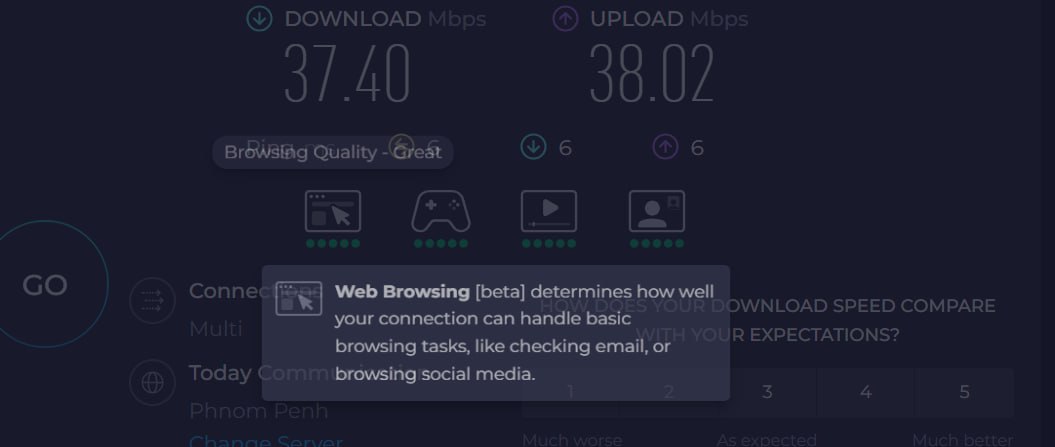 DOWNLOAD Mbps
UPLOAD Mbps
37.40
38.02
Ping ms
6
6
6
Browsing Quality - Great
GO
Connections
Multi
Web Browsing [beta] determines how well
your connection can handle basic
browsing tasks, like checking email, or
browsing social media.
HOW DOES YOUR DOWNLOAD SPEED COMPARE
WITH YOUR EXPECTATIONS?
Today Communication
Phnom Penh
Change Server
1
2
3
4
5
Much worse
As expected
Much better